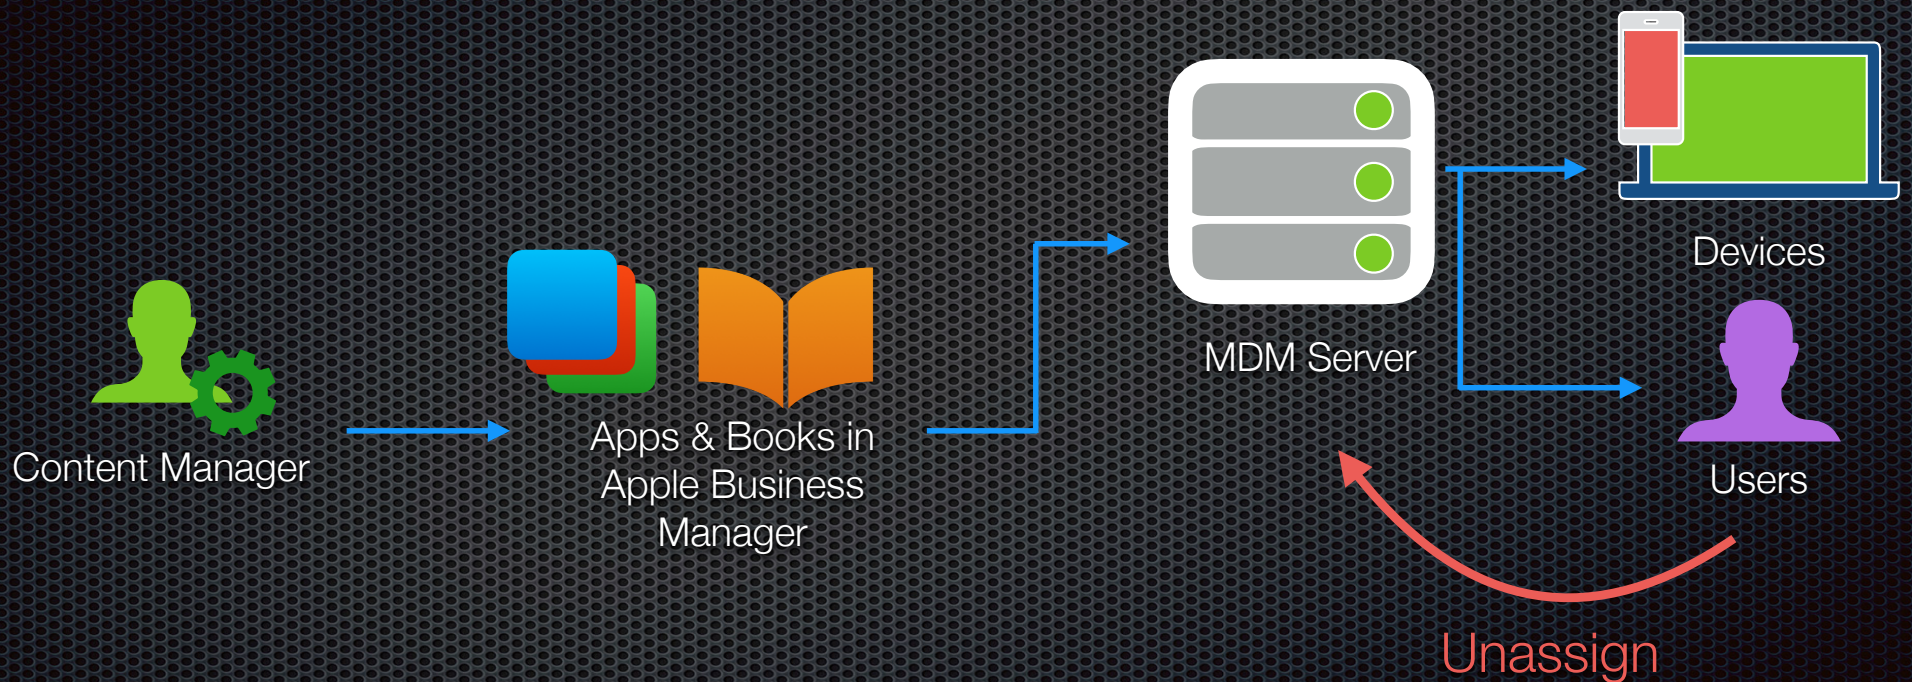 Content Manager
Apps & Books in
Apple Business
Manager
MDM Server
Devices
Users
Unassign